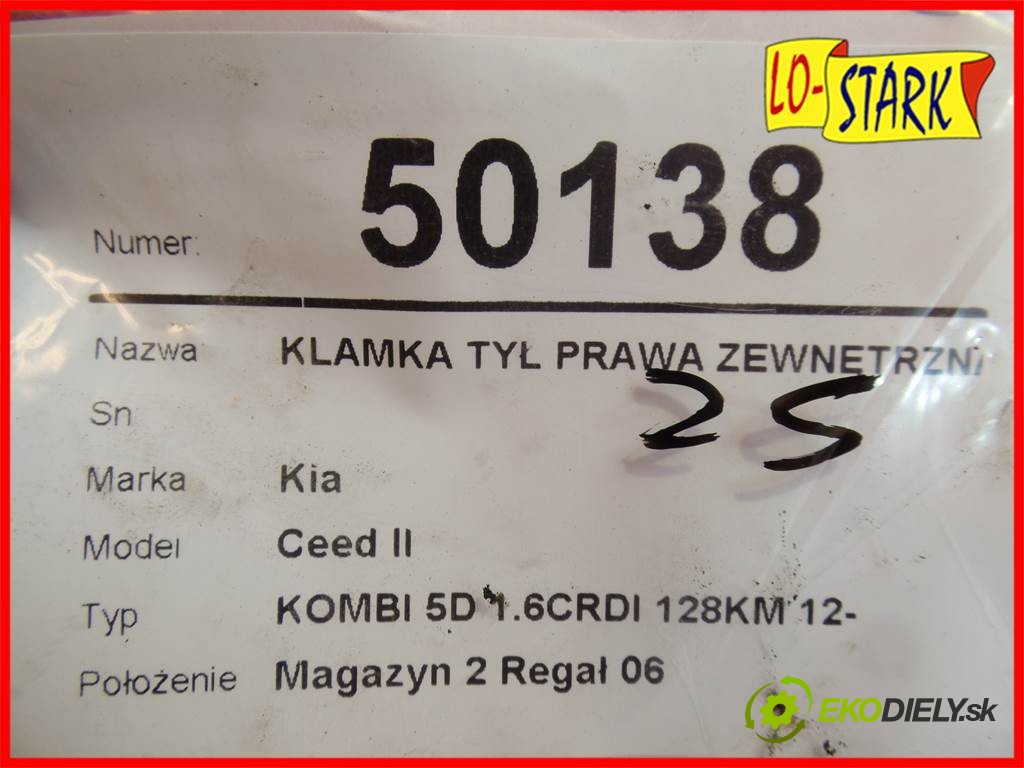 LO-STARK
Numer: 50138
Nazwa KLAMKA TYŁ PRAWA ZEWNETRZN
25
Sn
Marka Kia
Model Ceed II
Typ KOMBI 5D 1.6CRDI 128KM 12-
Położenie Magazyn 2 Regał 06
EKODIELY.sk